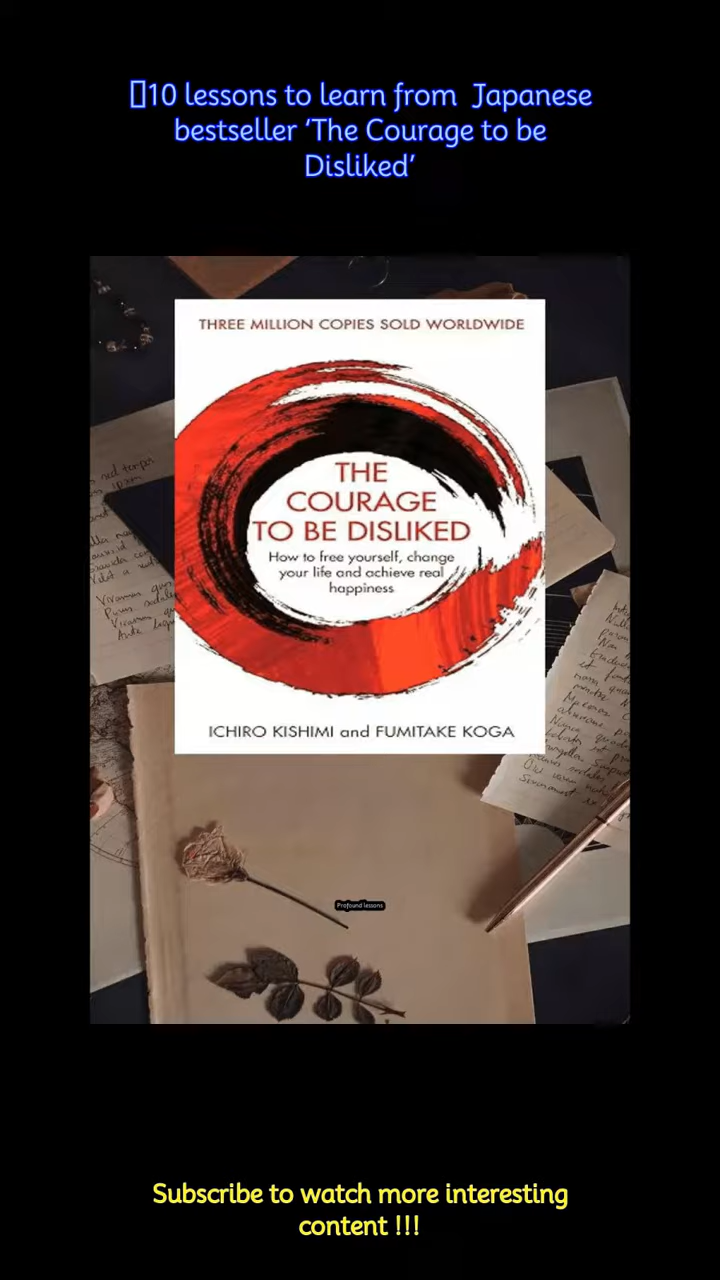 ▯10 lessons to learn from Japanese
bestseller ‘The Courage to be
Disliked’
THREE MILLION COPIES SOLD WORLDWIDE
THE
COURAGE
TO BE DISLIKED
How to free yourself, change
your life and achieve real
happiness
ICHIRO KISHIMI and FUMITAKE KOGA
Profound lessons
Subscribe to watch more interesting
content !!!